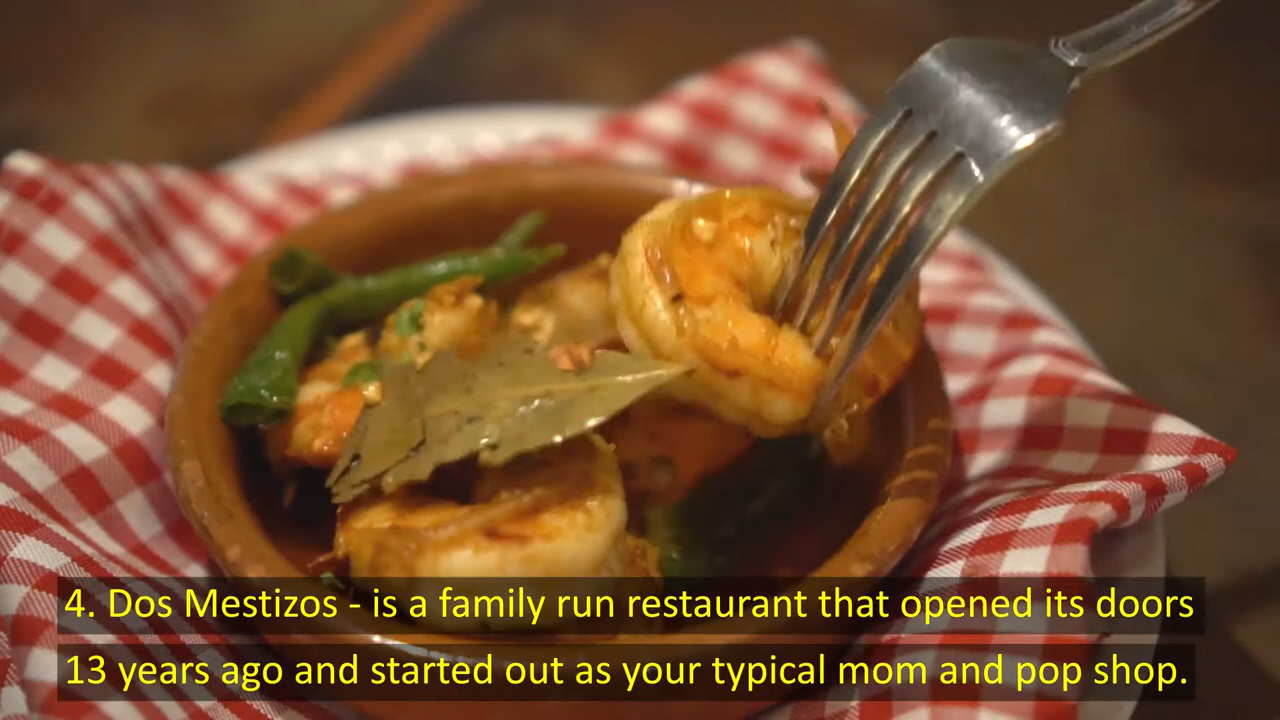 4. Dos Mestizos - is a family run restaurant that opened its doors
13 years ago and started out as your typical mom and pop shop.